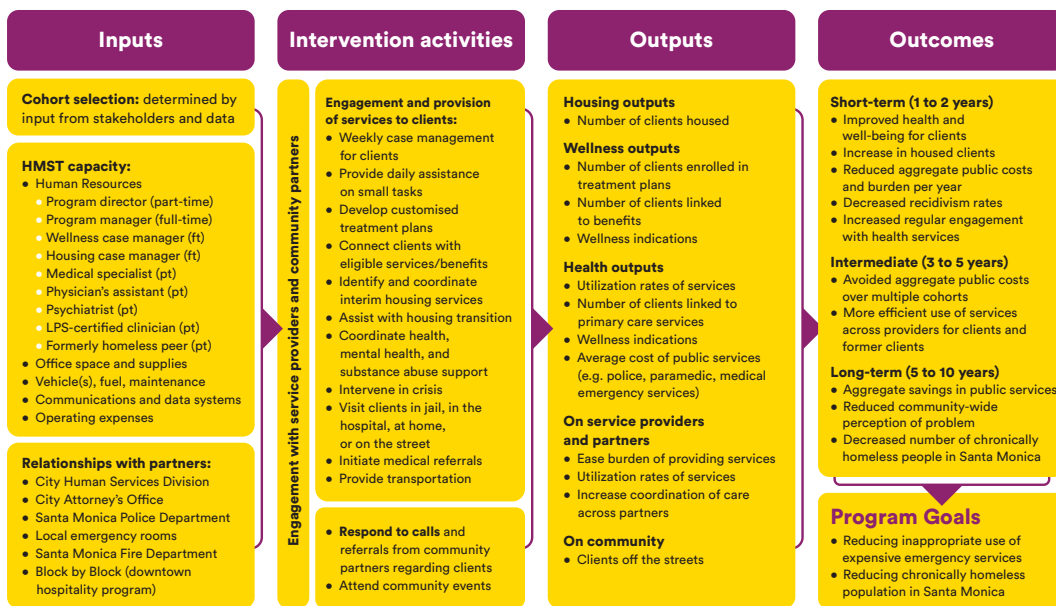 Inputs
Cohort selection: determined by
input from stakeholders and data
HMST capacity:
• Human Resources
• Program director (part-time)
• Program manager (full-time)
• Wellness case manager (ft)
• Housing case manager (ft)
• Medical specialist (pt)
• Physician's assistant (pt)
• Psychiatrist (pt)
• LPS-certified clinician (pt)
• Formerly homeless peer (pt)
• Office space and supplies
• Vehicle(s), fuel, maintenance
• Communications and data systems
• Operating expenses
Relationships with partners:
• City Human Services Division
• City Attorney's Office
• Santa Monica Police Department
• Local emergency rooms
• Santa Monica Fire Department
• Block by Block (downtown
hospitality program)
Intervention activities
Engagement with service providers and community partners
Engagement and provision
of services to clients:
• Weekly case management
for clients
• Provide daily assistance
on small tasks
• Develop customised
treatment plans
• Connect clients with
eligible services/benefits
• Identify and coordinate
interim housing services
• Assist with housing transition
• Coordinate health,
mental health, and
substance abuse support
• Intervene in crisis
• Visit clients in jail, in the
hospital, at home,
or on the street
• Initiate medical referrals
• Provide transportation
• Respond to calls and
referrals from community
partners regarding clients
• Attend community events
Outputs
Housing outputs
• Number of clients housed
Wellness outputs
• Number of clients enrolled in
treatment plans
• Number of clients linked
to benefits
• Wellness indications
Health outputs
• Utilization rates of services
• Number of clients linked to
primary care services
• Wellness indications
• Average cost of public services
(e.g. police, paramedic, medical
emergency services)
On service providers
and partners
• Ease burden of providing services
• Utilization rates of services
• Increase coordination of care
across partners
On community
• Clients off the streets
Outcomes
Short-term (1 to 2 years)
• Improved health and
well-being for clients
• Increase in housed clients
• Reduced aggregate public costs
and burden per year
• Decreased recidivism rates
• Increased regular engagement
with health services
Intermediate (3 to 5 years)
• Avoided aggregate public costs
over multiple cohorts
• More efficient use of services
across providers for clients and
former clients
Long-term (5 to 10 years)
• Aggregate savings in public services
• Reduced community-wide
perception of problem
• Decreased number of chronically
homeless people in Santa Monica
Program Goals
• Reducing inappropriate use of
expensive emergency services
• Reducing chronically homeless
population in Santa Monica